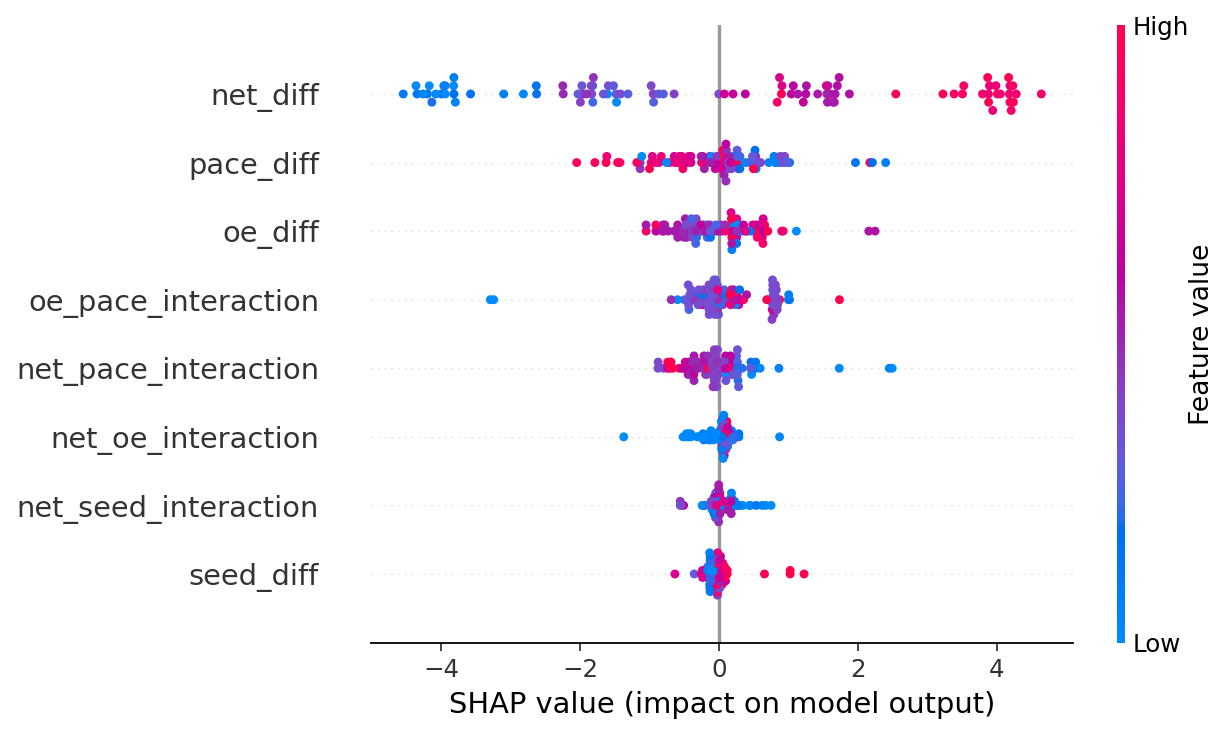 High
net_diff
pace_diff
oe_diff
oe_pace_interaction
net_pace_interaction
net_oe_interaction
net_seed_interaction
seed_diff
Feature value
Low
−4 −2 0 2 4
SHAP value (impact on model output)